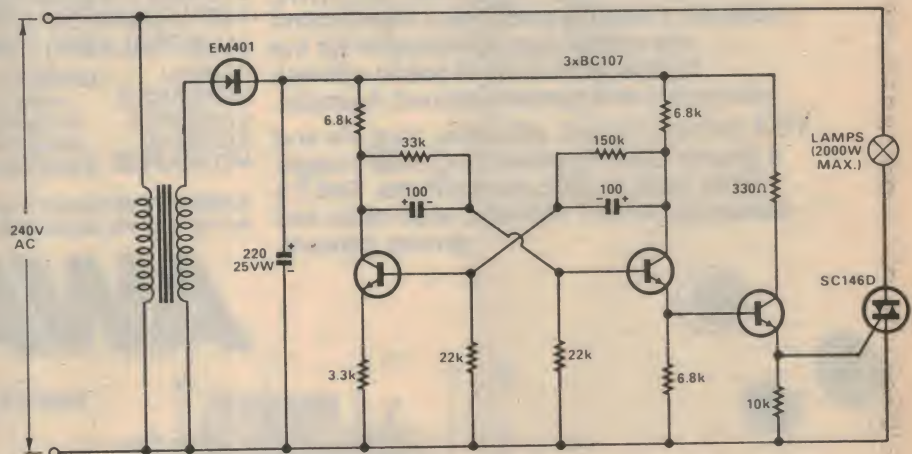 EM401
3xBC107
6.8k
33k
150k
6.8k
LAMPS
(2000W
MAX.)
330Ω
+ 100 -
- 100 +
240V
AC
220
25VW
+
-
SC146D
3.3k
22k
22k
6.8k
10k